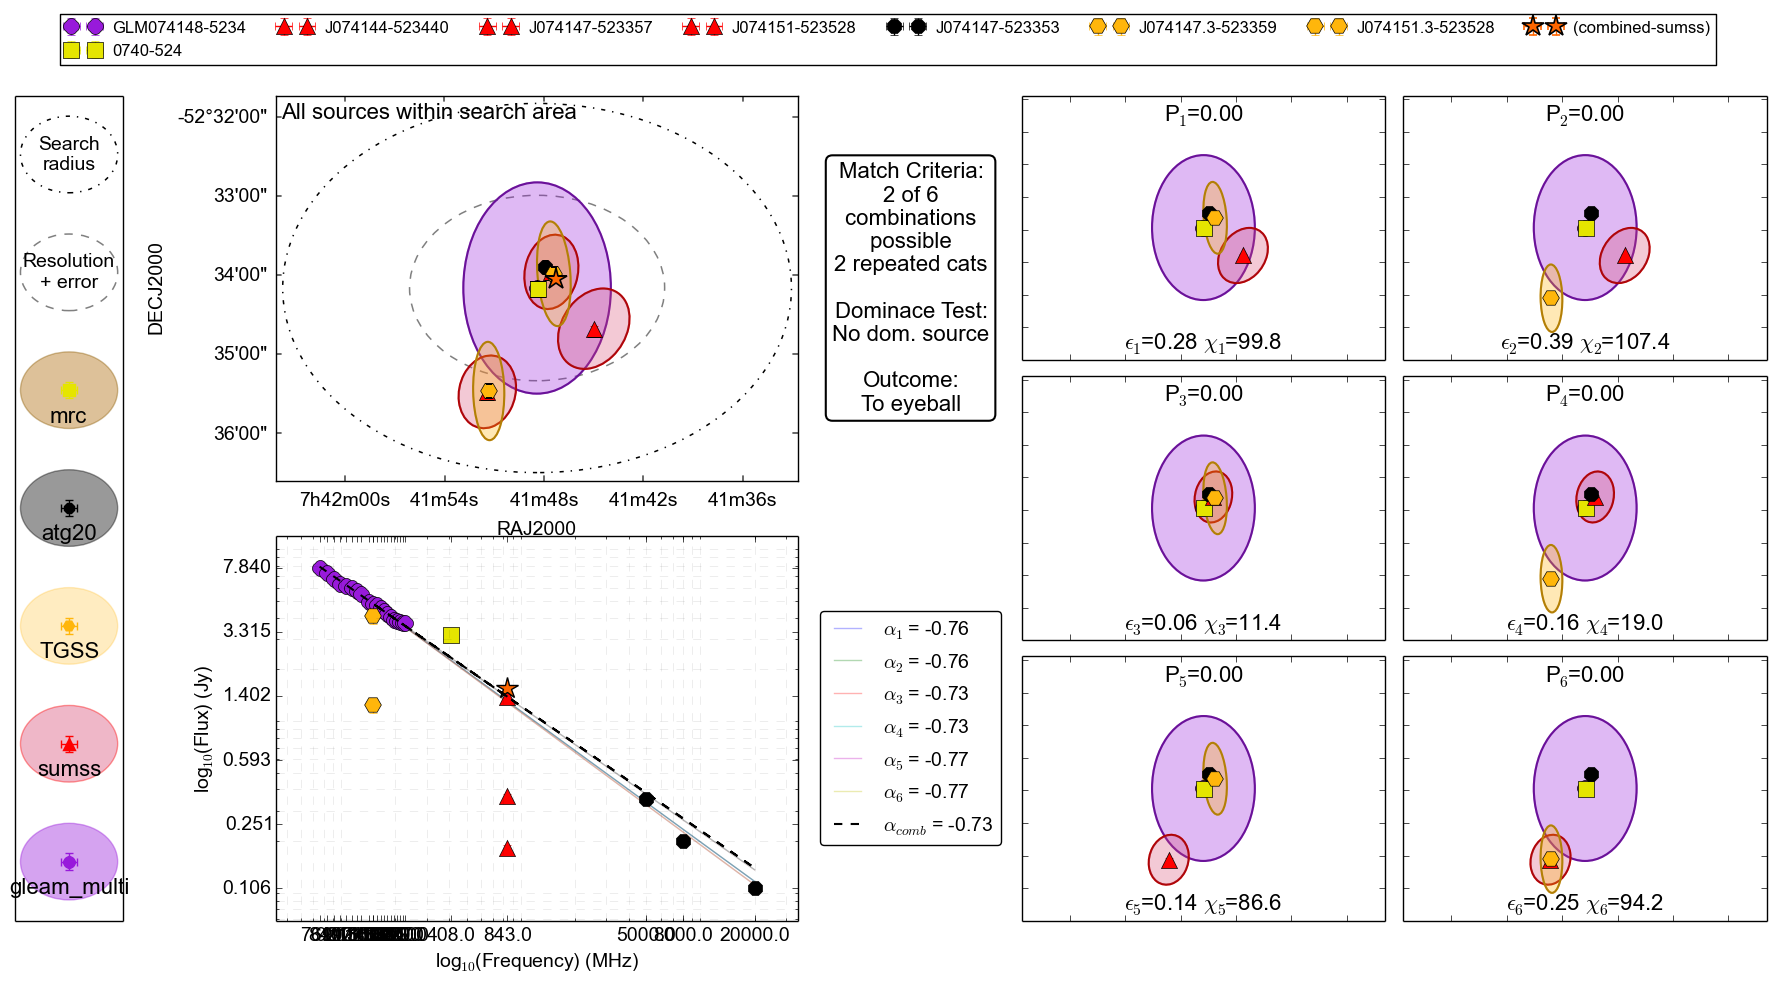 GLM074148-5234 J074144-523440 J074147-523357 J074151-523528 J074147-523353 J074147.3-523359 J074151.3-523528 (combined-sumss)
0740-524
Search
radius
Resolution
+ error
mrc
atg20
TGSS
sumss
gleam_multi
All sources within search area
DECJ2000
-52°32'00"
33'00"
34'00"
35'00"
36'00"
7h42m00s 41m54s 41m48s 41m42s 41m36s
RAJ2000
Match Criteria:
2 of 6
combinations
possible
2 repeated cats
Dominace Test:
No dom. source
Outcome:
To eyeball
log10(Flux) (Jy)
7.840
3.315
1.402
0.593
0.251
0.106
408.0 843.0 5000.0 8000.0 20000.0
log10(Frequency) (MHz)
α1 = -0.76
α2 = -0.76
α3 = -0.73
α4 = -0.73
α5 = -0.77
α6 = -0.77
αcomb = -0.73
P1=0.00
ϵ1=0.28 χ1=99.8
P2=0.00
ϵ2=0.39 χ2=107.4
P3=0.00
ϵ3=0.06 χ3=11.4
P4=0.00
ϵ4=0.16 χ4=19.0
P5=0.00
ϵ5=0.14 χ5=86.6
P6=0.00
ϵ6=0.25 χ6=94.2